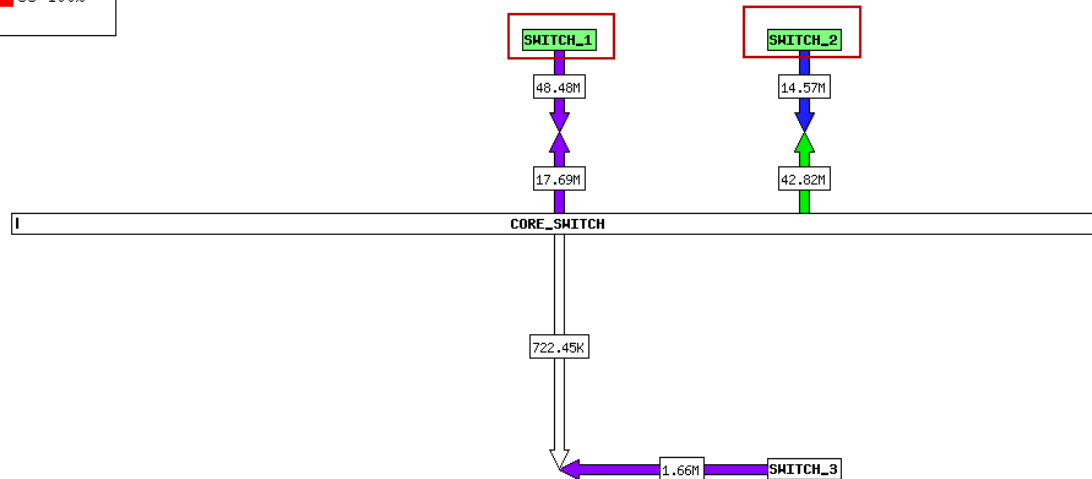 SWITCH_1
SWITCH_2
48.48M
14.57M
17.69M
42.82M
CORE_SWITCH
722.45K
1.66M
SWITCH_3